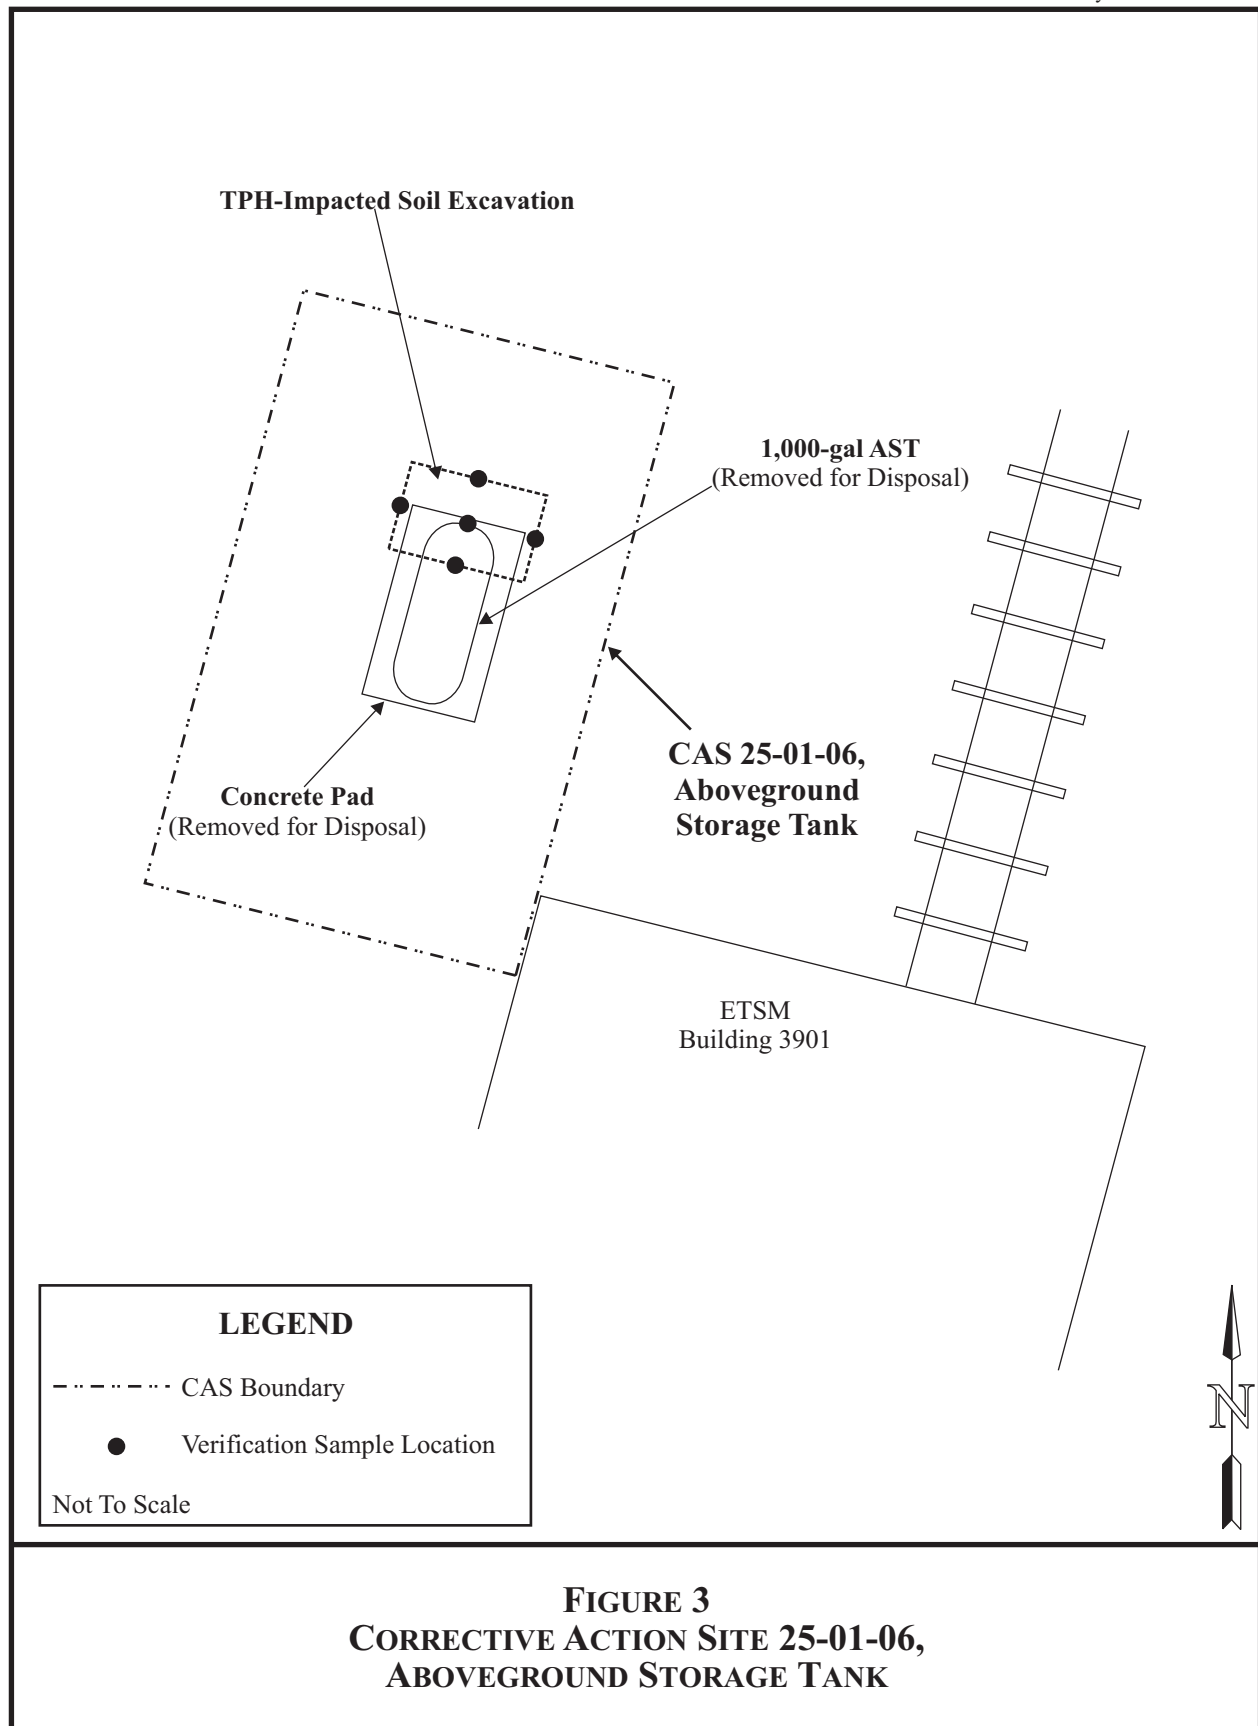 TPH-Impacted Soil Excavation
1,000-gal AST
(Removed for Disposal)
CAS 25-01-06,
Aboveground
Storage Tank
Concrete Pad
(Removed for Disposal)
ETSM
Building 3901
LEGEND
CAS Boundary
Verification Sample Location
Not To Scale
N
FIGURE 3
CORRECTIVE ACTION SITE 25-01-06,
ABOVEGROUND STORAGE TANK